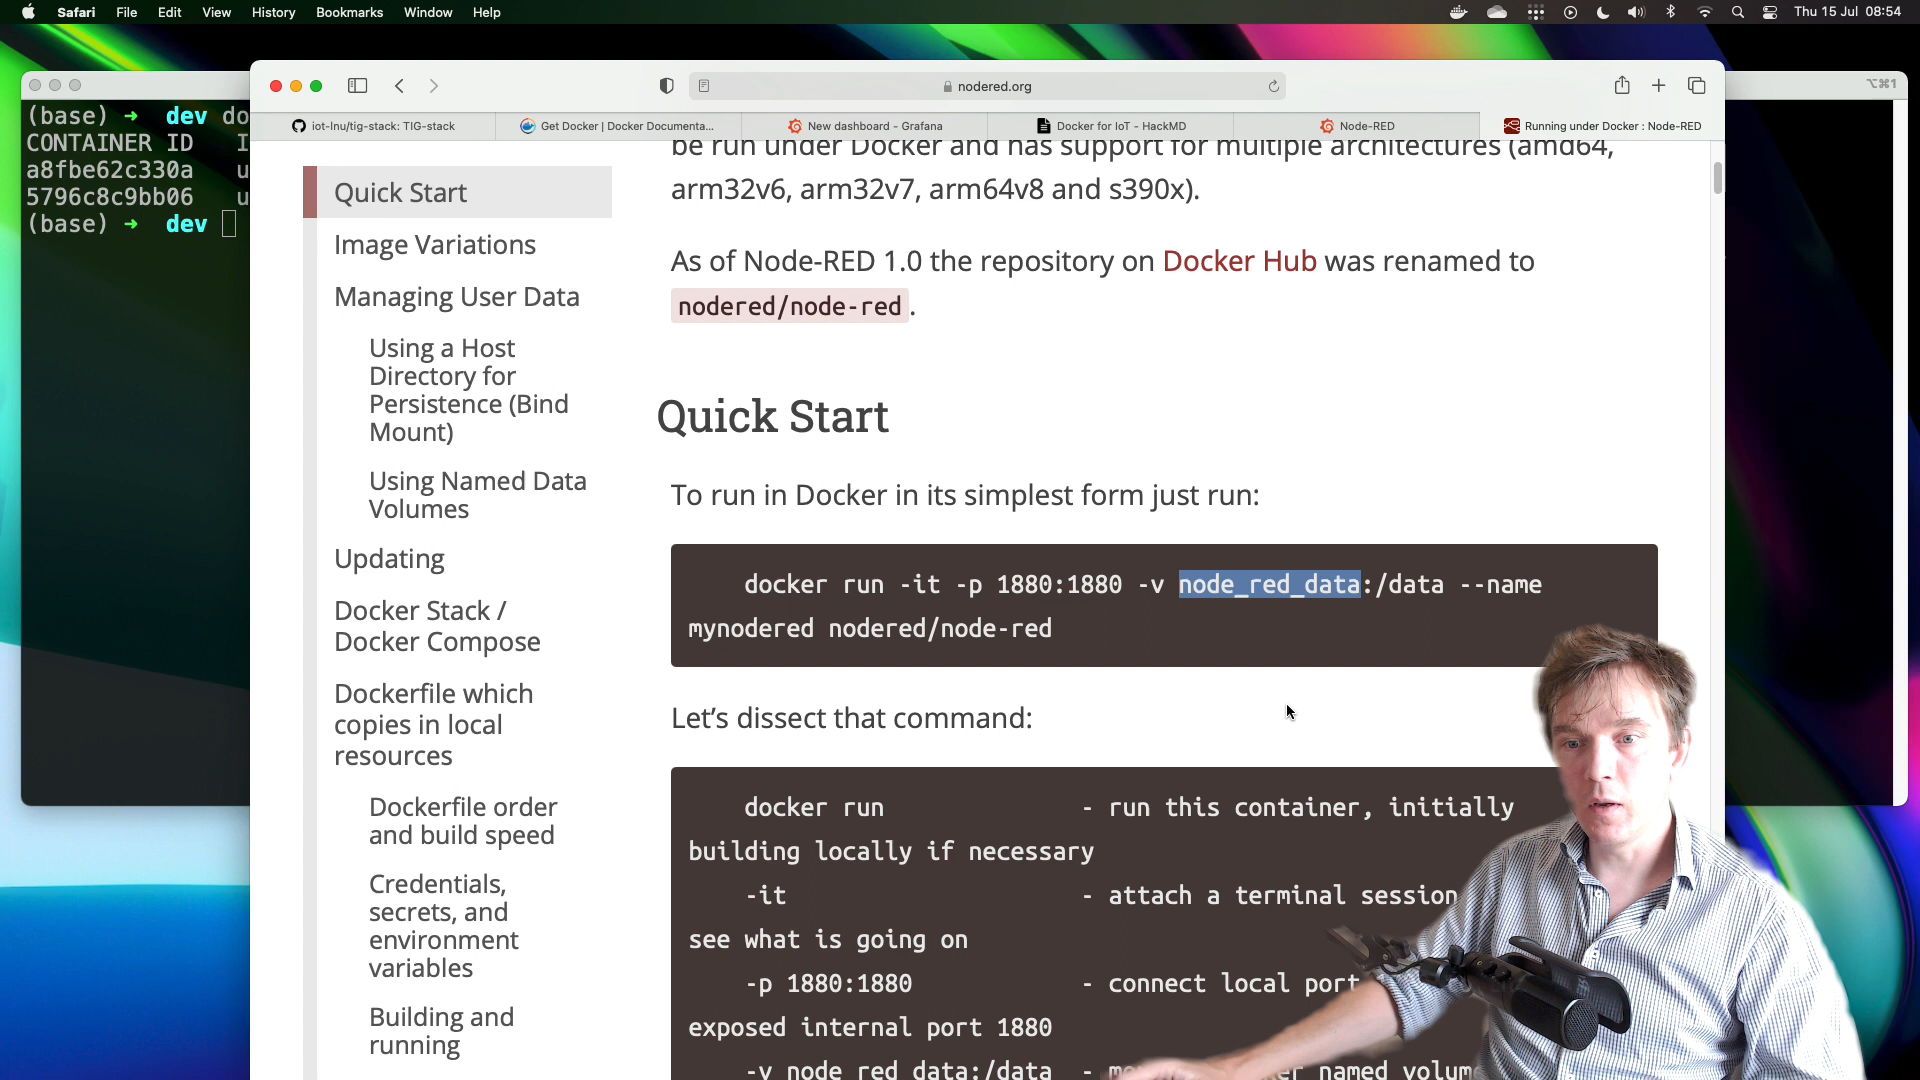 Safari File Edit View History Bookmarks Window Help
Thu 15 Jul 08:54
nodered.org
⌥⌘1
iot-lnu/tig-stack: TIG-stack
Get Docker | Docker Documenta...
New dashboard - Grafana
Docker for IoT - HackMD
Node-RED
Running under Docker : Node-RED
(base) ➜ dev do
CONTAINER ID I
a8fbe62c330a u
5796c8c9bb06 u
(base) ➜ dev
Quick Start
Image Variations
Managing User Data
Using a Host
Directory for
Persistence (Bind
Mount)
Using Named Data
Volumes
Updating
Docker Stack /
Docker Compose
Dockerfile which
copies in local
resources
Dockerfile order
and build speed
Credentials,
secrets, and
environment
variables
Building and
running
be run under Docker and has support for multiple architectures (amd64,
arm32v6, arm32v7, arm64v8 and s390x).
As of Node-RED 1.0 the repository on Docker Hub was renamed to
nodered/node-red.
Quick Start
To run in Docker in its simplest form just run:
docker run -it -p 1880:1880 -v node_red_data:/data --name
mynodered nodered/node-red
Let’s dissect that command:
docker run - run this container, initially
building locally if necessary
-it - attach a terminal session
see what is going on
-p 1880:1880 - connect local port
exposed internal port 1880
-v node_red_data:/data - named volum